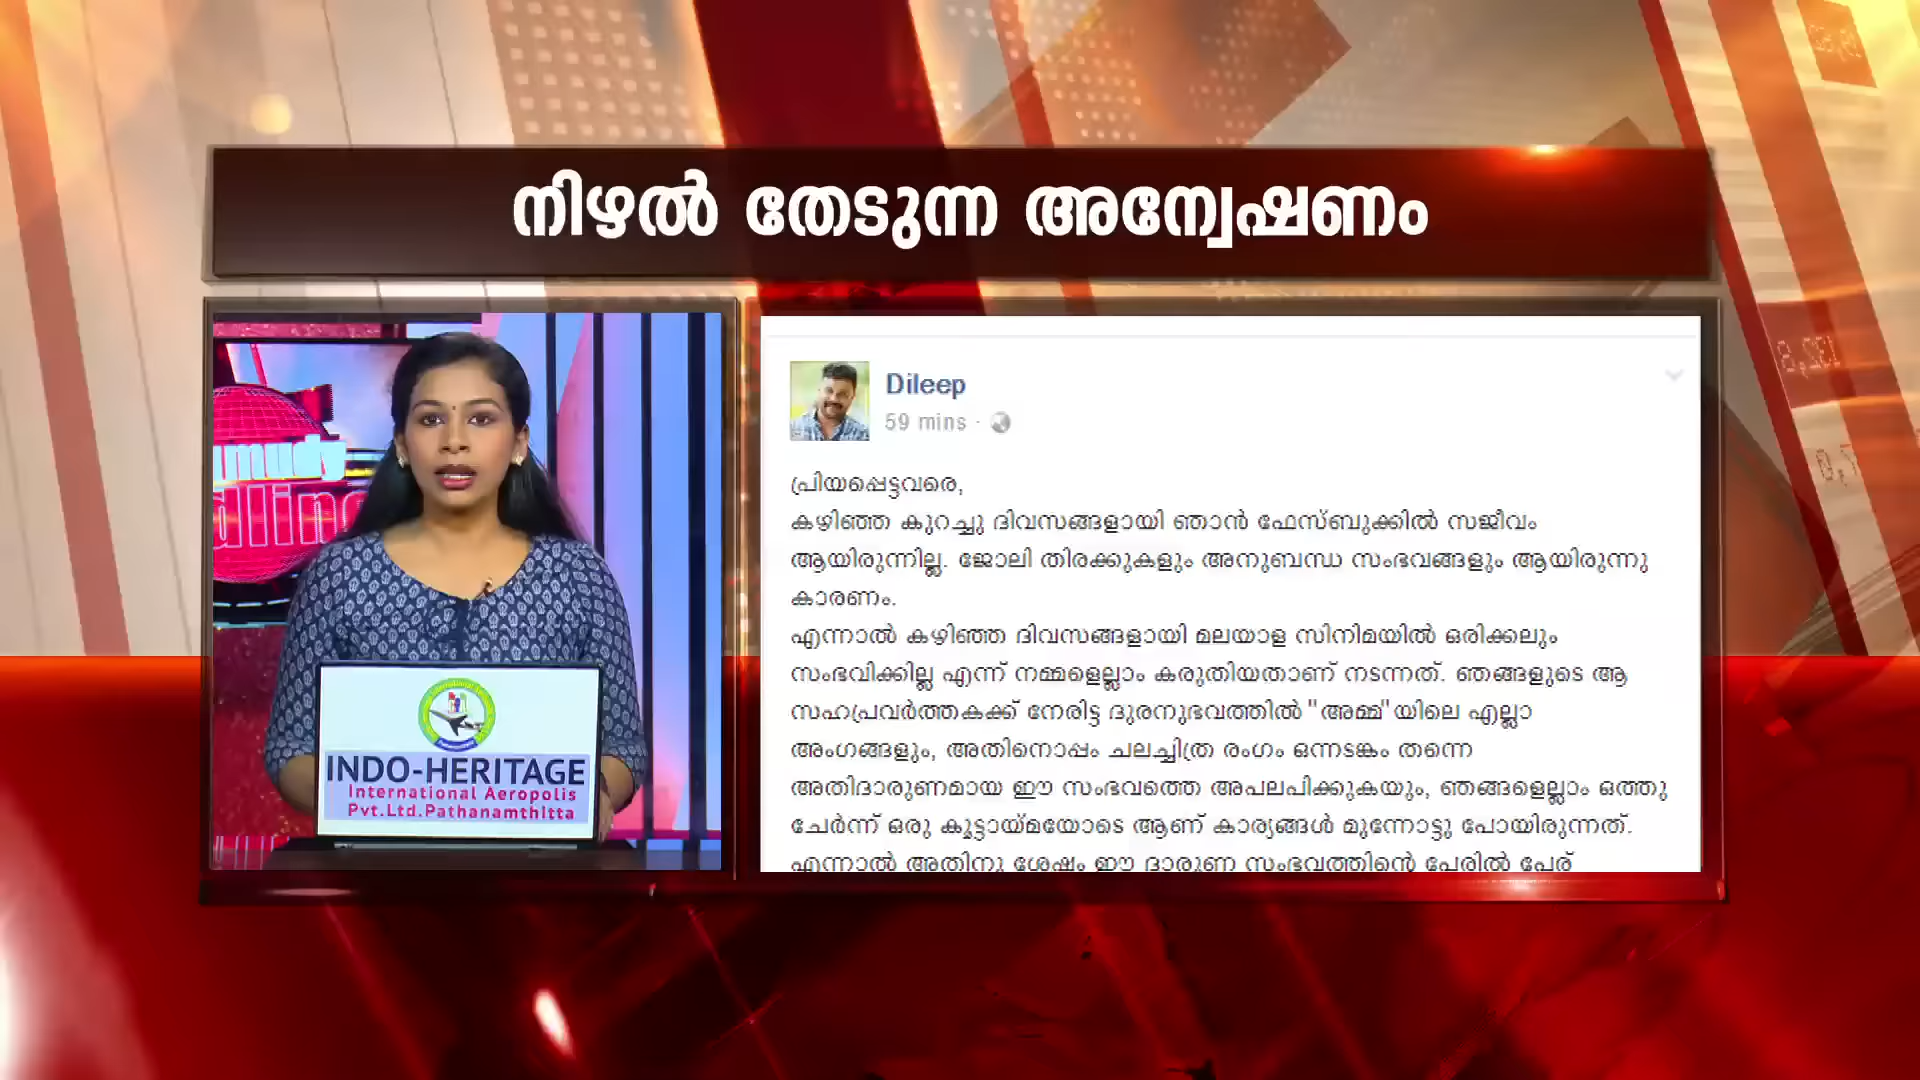 നിഴൽ തേടുന്ന അന്വേഷണം
Dileep
59 mins ·
പ്രിയപ്പെട്ടവരെ,
കഴിഞ്ഞ കുറച്ചു ദിവസങ്ങളായി ഞാൻ ഫേസ്ബുക്കിൽ സജീവം
ആയിരുന്നില്ല. ജോലി തിരക്കുകളും അനുബന്ധ സംഭവങ്ങളും ആയിരുന്നു
കാരണം.
എന്നാൽ കഴിഞ്ഞ ദിവസങ്ങളായി മലയാള സിനിമയിൽ ഒരിക്കലും
സംഭവിക്കില്ല എന്ന് നമ്മളെല്ലാം കരുതിയതാണ് നടന്നത്. ഞങ്ങളുടെ ആ
സഹപ്രവർത്തകക്ക് നേരിട്ട ദുരനുഭവത്തിൽ "അമ്മ"യിലെ എല്ലാ
അംഗങ്ങളും, അതിനൊപ്പം ചലച്ചിത്ര രംഗം ഒന്നടങ്കം തന്നെ
അതിദാരുണമായ ഈ സംഭവത്തെ അപലപിക്കുകയും, ഞങ്ങളെല്ലാം ഒത്തു
ചേർന്ന് ഒരു കൂട്ടായ്മയോടെ ആണ് കാര്യങ്ങൾ മുന്നോട്ടു പോയിരുന്നത്.
എന്നാൽ അതിനു ശേഷം ഈ ദാരുണ സംഭവത്തിന്റെ പേരിൽ പേര്
INDO-HERITAGE
International Aeropolis
Pvt.Ltd.Pathanamthitta